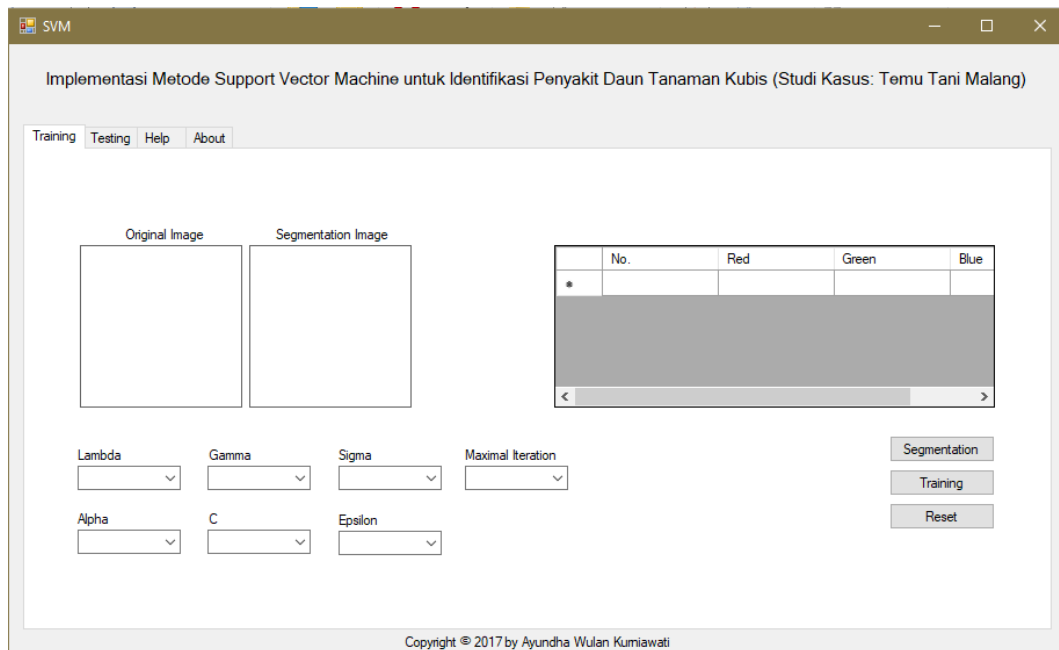 SVM
Implementasi Metode Support Vector Machine untuk Identifikasi Penyakit Daun Tanaman Kubis (Studi Kasus: Temu Tani Malang)
Training Testing Help About
Original Image Segmentation Image
No. Red Green Blue
*
Lambda Gamma Sigma Maximal Iteration
Segmentation
Training
Alpha C Epsilon
Reset
Copyright © 2017 by Ayundha Wulan Kurniawati